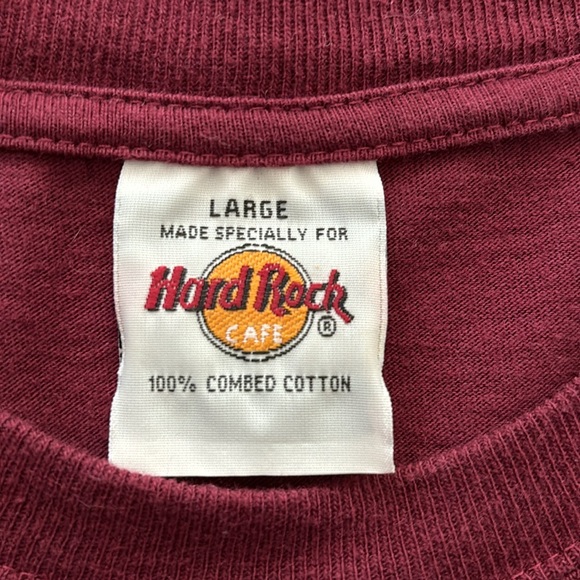 LARGE
MADE SPECIALLY FOR
Hard Rock
CAFE ®
100% COMBED COTTON